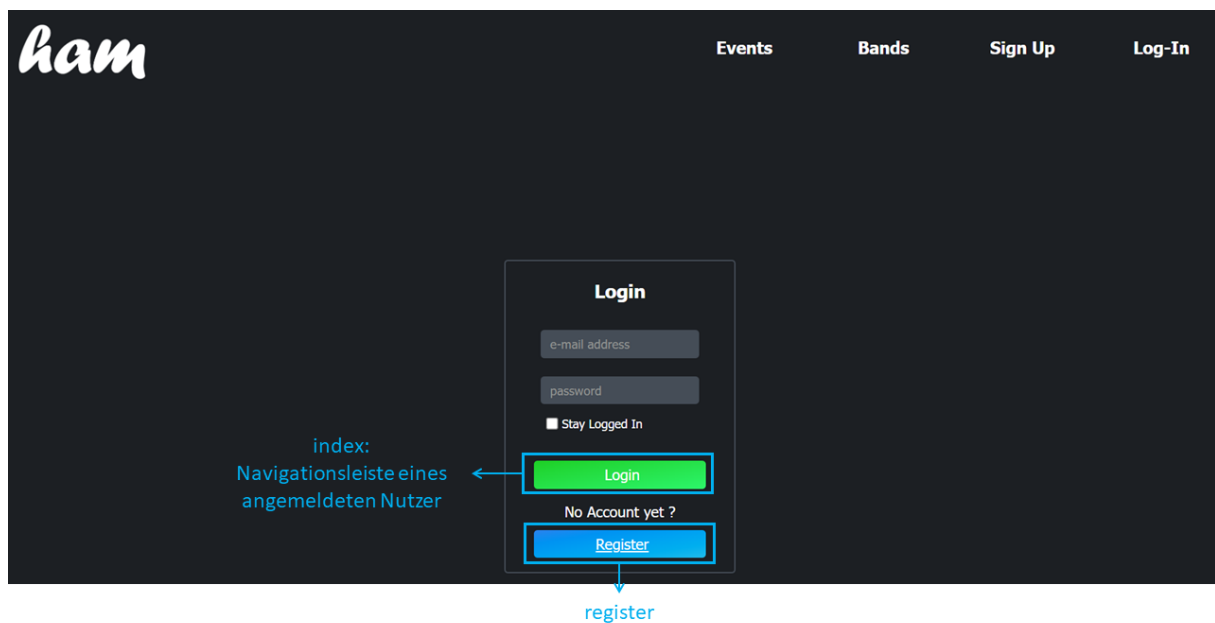 ham
Events Bands Sign Up Log-In
Login
e-mail address
password
Stay Logged In
index:
Navigationsleiste eines
angemeldeten Nutzer
Login
No Account yet ?
Register
register